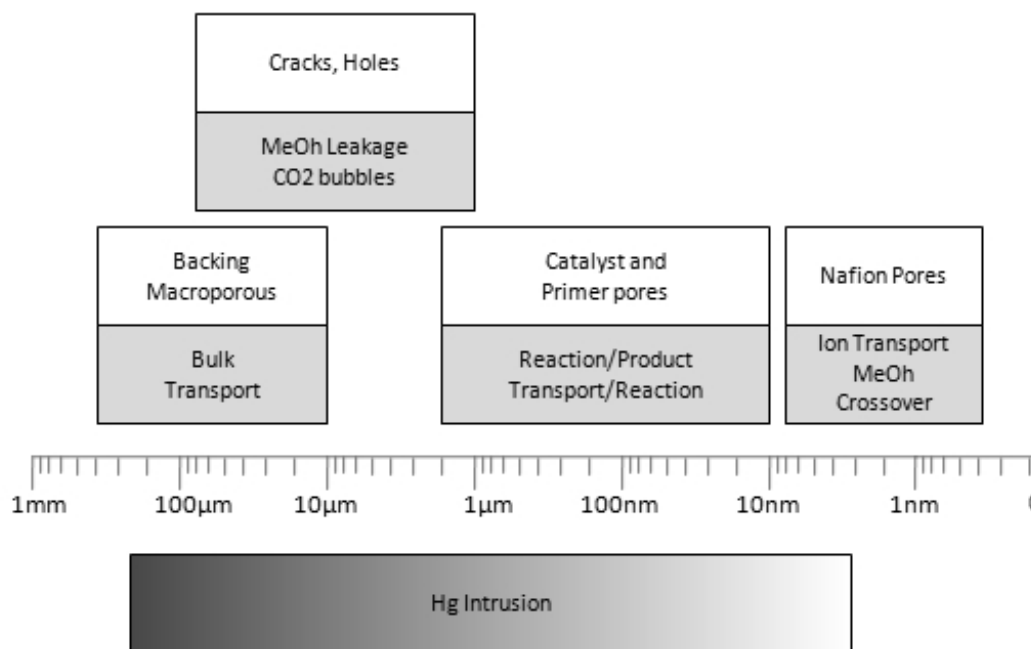 Cracks, Holes
MeOh Leakage
CO2 bubbles
Backing
Macroporous
Bulk
Transport
Catalyst and
Primer pores
Reaction/Product
Transport/Reaction
Nafion Pores
Ion Transport
MeOh
Crossover
1mm 100μm 10μm 1μm 100nm 10nm 1nm
Hg Intrusion